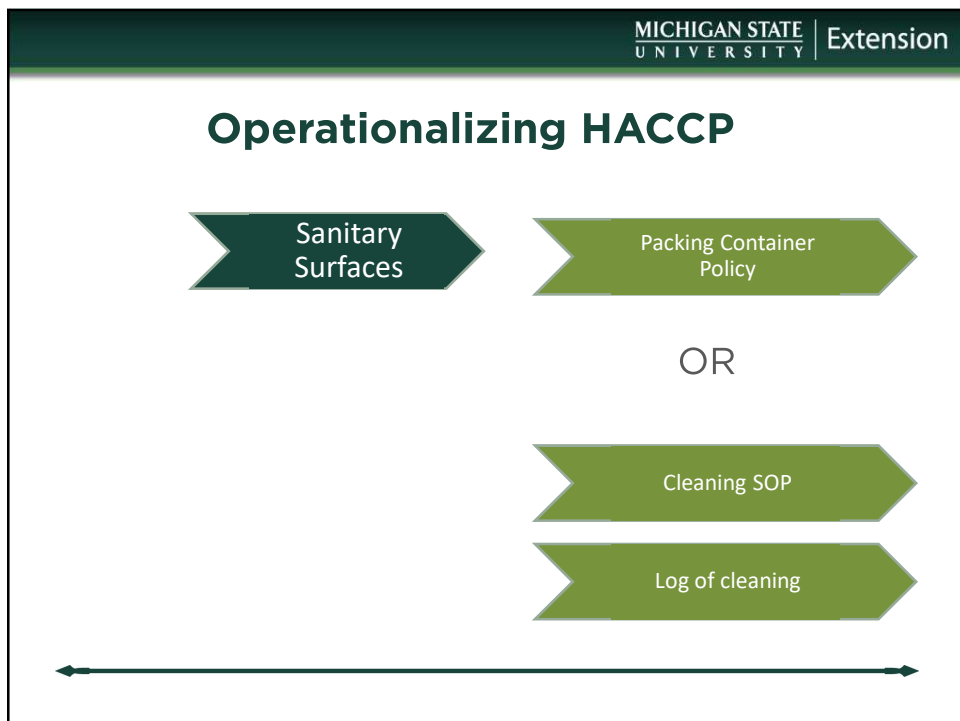 MICHIGAN STATE
UNIVERSITY
Extension
Operationalizing HACCP
Sanitary
Surfaces
Packing Container
Policy
OR
Cleaning SOP
Log of cleaning